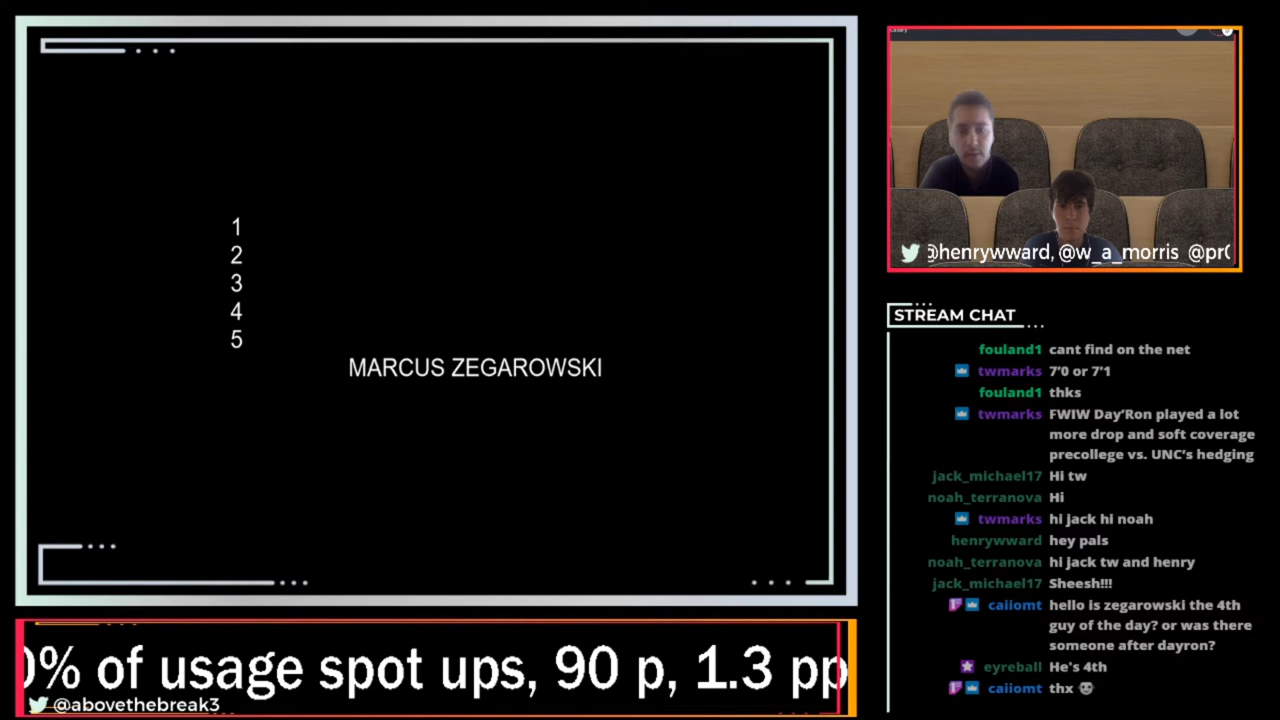 1
2
3
4
5
MARCUS ZEGAROWSKI
% of usage spot ups, 90 p, 1.3 pp
@abovethebreak3
@henrywward, @w_a_morris @pr
STREAM CHAT
fouland1 cant find on the net
twmarks 7'0 or 7'1
fouland1 thks
twmarks FWIW Day'Ron played a lot
more drop and soft coverage
precollege vs. UNC's hedging
jack_michael17 Hi tw
noah_terranova Hi
twmarks hi jack hi noah
henrywward hey pals
noah_terranova hi jack tw and henry
jack_michael17 Sheesh!!!
caiiomt hello is zegarowski the 4th
guy of the day? or was there
someone after dayron?
eyreball He's 4th
caiiomt thx